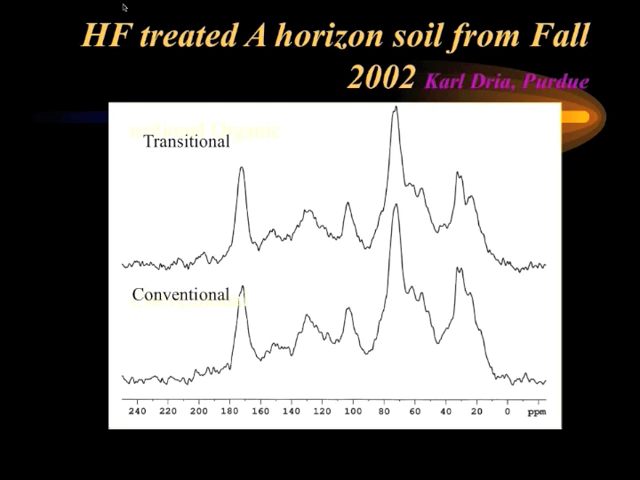 HF treated A horizon soil from Fall
2002 Karl Dria, Purdue
Transitional
Conventional
240 220 200 180 160 140 120 100 80 60 40 20 0 ppm